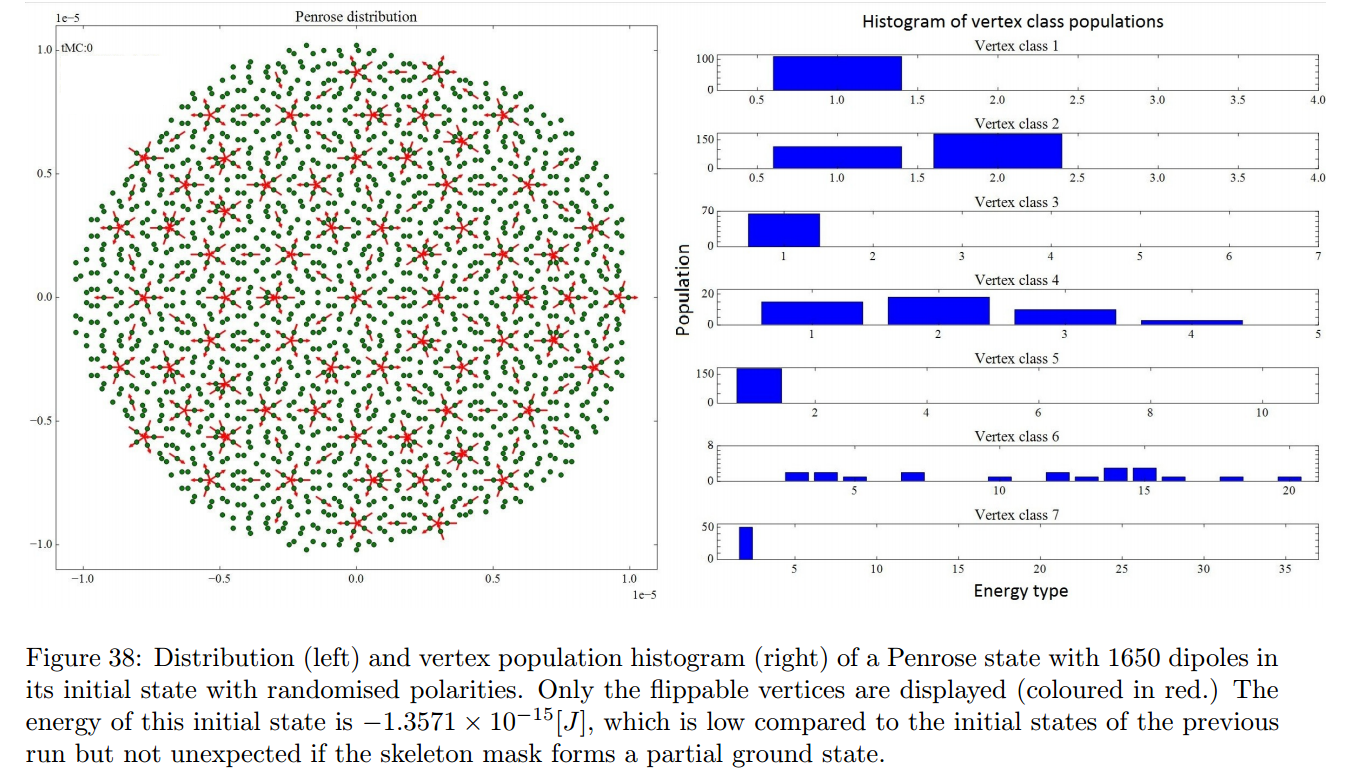 Penrose distribution
1e−5
tMC:0
1.0
0.5
0.0
−0.5
−1.0
−1.0 −0.5 0.0 0.5 1.0
1e−5
Histogram of vertex class populations
Vertex class 1
100
0
0.5 1.0 1.5 2.0 2.5 3.0 3.5 4.0
Vertex class 2
150
0
0.5 1.0 1.5 2.0 2.5 3.0 3.5 4.0
Vertex class 3
70
0
1 2 3 4 5 6 7
Vertex class 4
20
0
1 2 3 4 5
Vertex class 5
150
0
2 4 6 8 10
Vertex class 6
8
0
5 10 15 20
Vertex class 7
50
0
5 10 15 20 25 30 35
Population
Energy type
Figure 38: Distribution (left) and vertex population histogram (right) of a Penrose state with 1650 dipoles in
its initial state with randomised polarities. Only the flippable vertices are displayed (coloured in red.) The
energy of this initial state is −1.3571 × 10⁻¹⁵[J], which is low compared to the initial states of the previous
run but not unexpected if the skeleton mask forms a partial ground state.